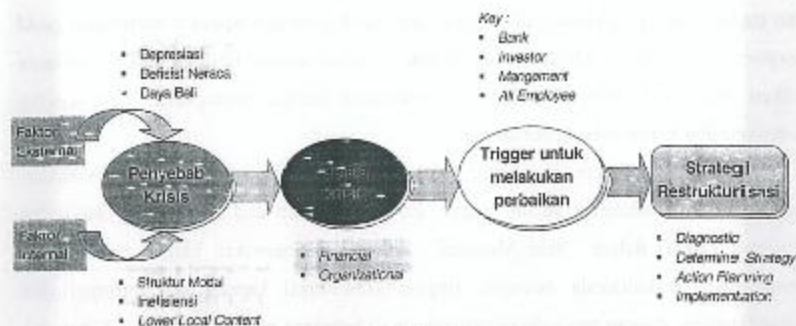 Key :
• Bank
• Investor
• Mangement
• All Employee
• Depresiasi
• Defisist Neraca
• Daya Beli
Faktor
Eksternal
Penyebab
Krisis
Trigger untuk
melakukan
perbaikan
Strategi
Restrukturisasi
Faktor
Internal
• Struktur Modal
• Inefisiensi
• Lower Local Content
• Financial
• Organizational
• Diagnostic
• Determine Strategy
• Action Planning
• Implementation